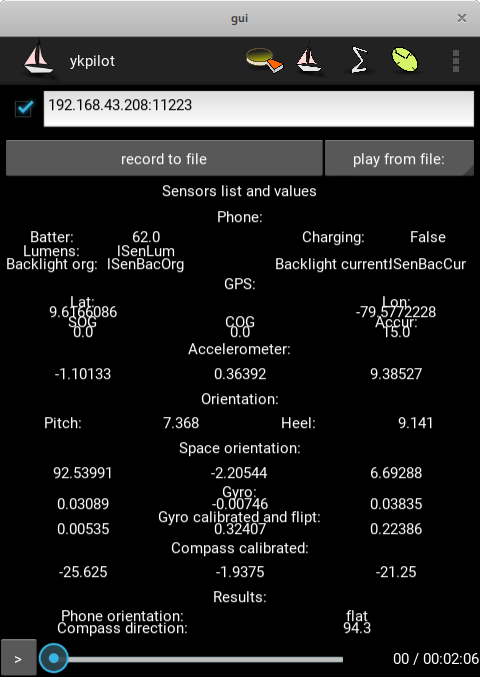 gui
ykpilot
192.168.43.208:11223
record to file play from file:
Sensors list and values
Phone:
Batter: 62.0 Charging: False
Lumens: lSenLum
Backlight org: lSenBacOrg Backlight current: lSenBacCur
GPS:
Lat: Lon:
9.6166086 -79.5772228
SOG COG Accur:
0.0 0.0 15.0
Accelerometer:
-1.10133 0.36392 9.38527
Orientation:
Pitch: 7.368 Heel: 9.141
Space orientation:
92.53991 -2.20544 6.69288
Gyro:
0.03089 -0.00746 0.03835
Gyro calibrated and flipt:
0.00535 0.32407 0.22386
Compass calibrated:
-25.625 -1.9375 -21.25
Results:
Phone orientation: flat
Compass direction: 94.3
> 00 / 00:02:06